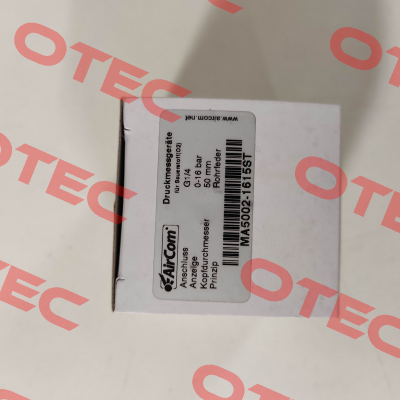 AirCom®
www.aircom.net
Druckmessgeräte
für Sauerstoff(O2)
Anschluss G1/4
Anzeige 0-16 bar
Kopfdurchmesser 50 mm
Prinzip Rohrfeder
MA5002-1615ST
OTEC
OTEC
OTEC
OTEC
OTEC
OTEC
OTEC